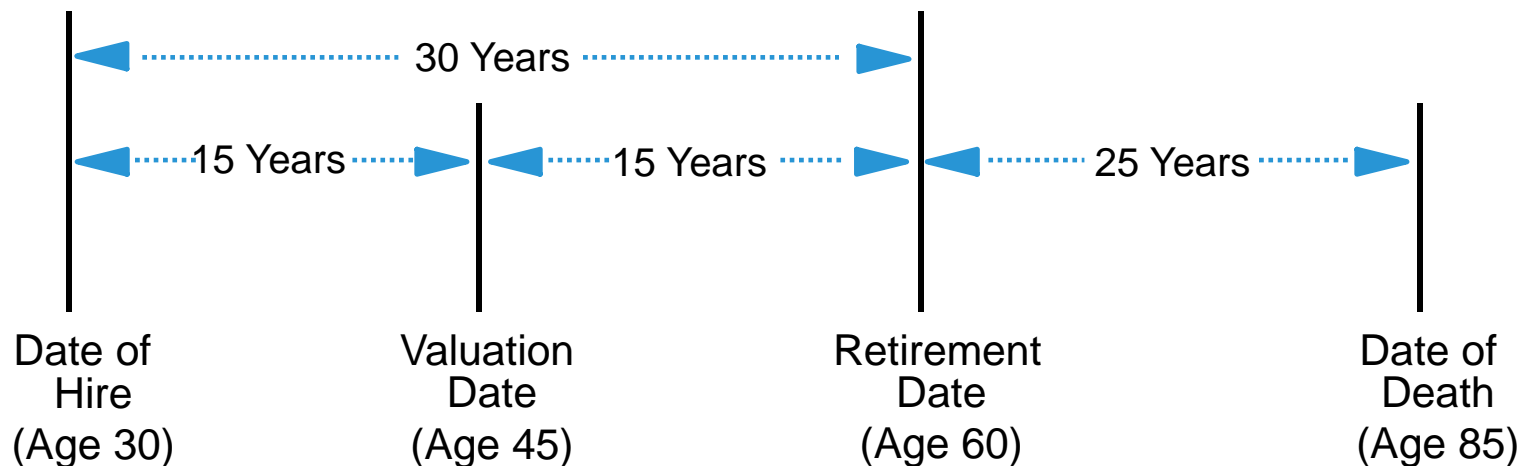 30 Years
15 Years
15 Years
25 Years
Date of
Hire
(Age 30)
Valuation
Date
(Age 45)
Retirement
Date
(Age 60)
Date of
Death
(Age 85)